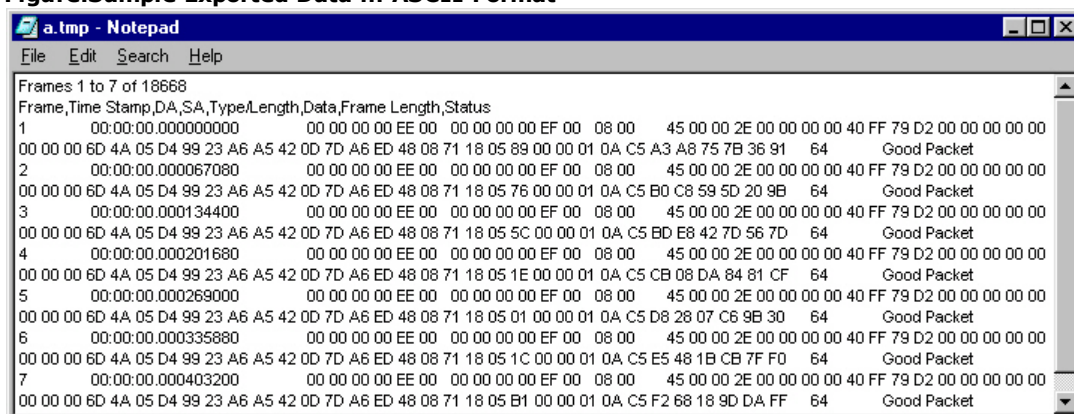 Figure:Sample Exported Data in ASCII Format
a.tmp - Notepad
File Edit Search Help
Frames 1 to 7 of 18668
Frame,Time Stamp,DA,SA,Type/Length,Data,Frame Length,Status
1 00:00:00.000000000 00 00 00 00 EE 00 00 00 00 00 EF 00 08 00 45 00 00 2E 00 00 00 00 40 FF 79 D2 00 00 00 00 00
00 00 00 6D 4A 05 D4 99 23 A6 A5 42 0D 7D A6 ED 48 08 71 18 05 89 00 00 01 0A C5 A3 A8 75 7B 36 91 64 Good Packet
2 00:00:00.000067080 00 00 00 00 EE 00 00 00 00 00 EF 00 08 00 45 00 00 2E 00 00 00 00 40 FF 79 D2 00 00 00 00 00
00 00 00 6D 4A 05 D4 99 23 A6 A5 42 0D 7D A6 ED 48 08 71 18 05 76 00 00 01 0A C5 B0 C8 59 5D 20 9B 64 Good Packet
3 00:00:00.000134400 00 00 00 00 EE 00 00 00 00 00 EF 00 08 00 45 00 00 2E 00 00 00 00 40 FF 79 D2 00 00 00 00 00
00 00 00 6D 4A 05 D4 99 23 A6 A5 42 0D 7D A6 ED 48 08 71 18 05 5C 00 00 01 0A C5 BD E8 42 7D 56 7D 64 Good Packet
4 00:00:00.000201680 00 00 00 00 EE 00 00 00 00 00 EF 00 08 00 45 00 00 2E 00 00 00 00 40 FF 79 D2 00 00 00 00 00
00 00 00 6D 4A 05 D4 99 23 A6 A5 42 0D 7D A6 ED 48 08 71 18 05 1E 00 00 01 0A C5 CB 08 DA 84 81 CF 64 Good Packet
5 00:00:00.000269000 00 00 00 00 EE 00 00 00 00 00 EF 00 08 00 45 00 00 2E 00 00 00 00 40 FF 79 D2 00 00 00 00 00
00 00 00 6D 4A 05 D4 99 23 A6 A5 42 0D 7D A6 ED 48 08 71 18 05 01 00 00 01 0A C5 D8 28 07 C6 9B 30 64 Good Packet
6 00:00:00.000335880 00 00 00 00 EE 00 00 00 00 00 EF 00 08 00 45 00 00 2E 00 00 00 00 40 FF 79 D2 00 00 00 00 00
00 00 00 6D 4A 05 D4 99 23 A6 A5 42 0D 7D A6 ED 48 08 71 18 05 1C 00 00 01 0A C5 E5 48 1B CB 7F F0 64 Good Packet
7 00:00:00.000403200 00 00 00 00 EE 00 00 00 00 00 EF 00 08 00 45 00 00 2E 00 00 00 00 40 FF 79 D2 00 00 00 00 00
00 00 00 6D 4A 05 D4 99 23 A6 A5 42 0D 7D A6 ED 48 08 71 18 05 B1 00 00 01 0A C5 F2 68 18 9D DA FF 64 Good Packet